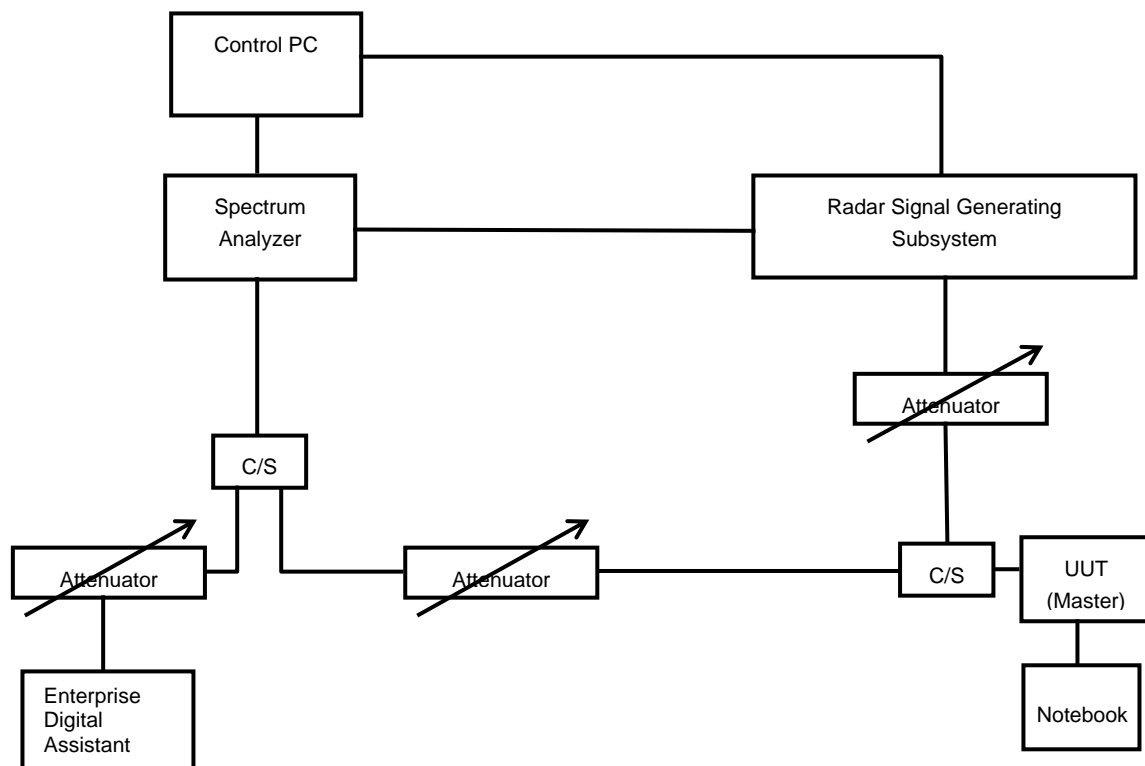 Control PC
Spectrum
Analyzer
Radar Signal Generating
Subsystem
Attenuator
C/S
Attenuator
Attenuator
C/S
UUT
(Master)
Enterprise
Digital
Assistant
Notebook